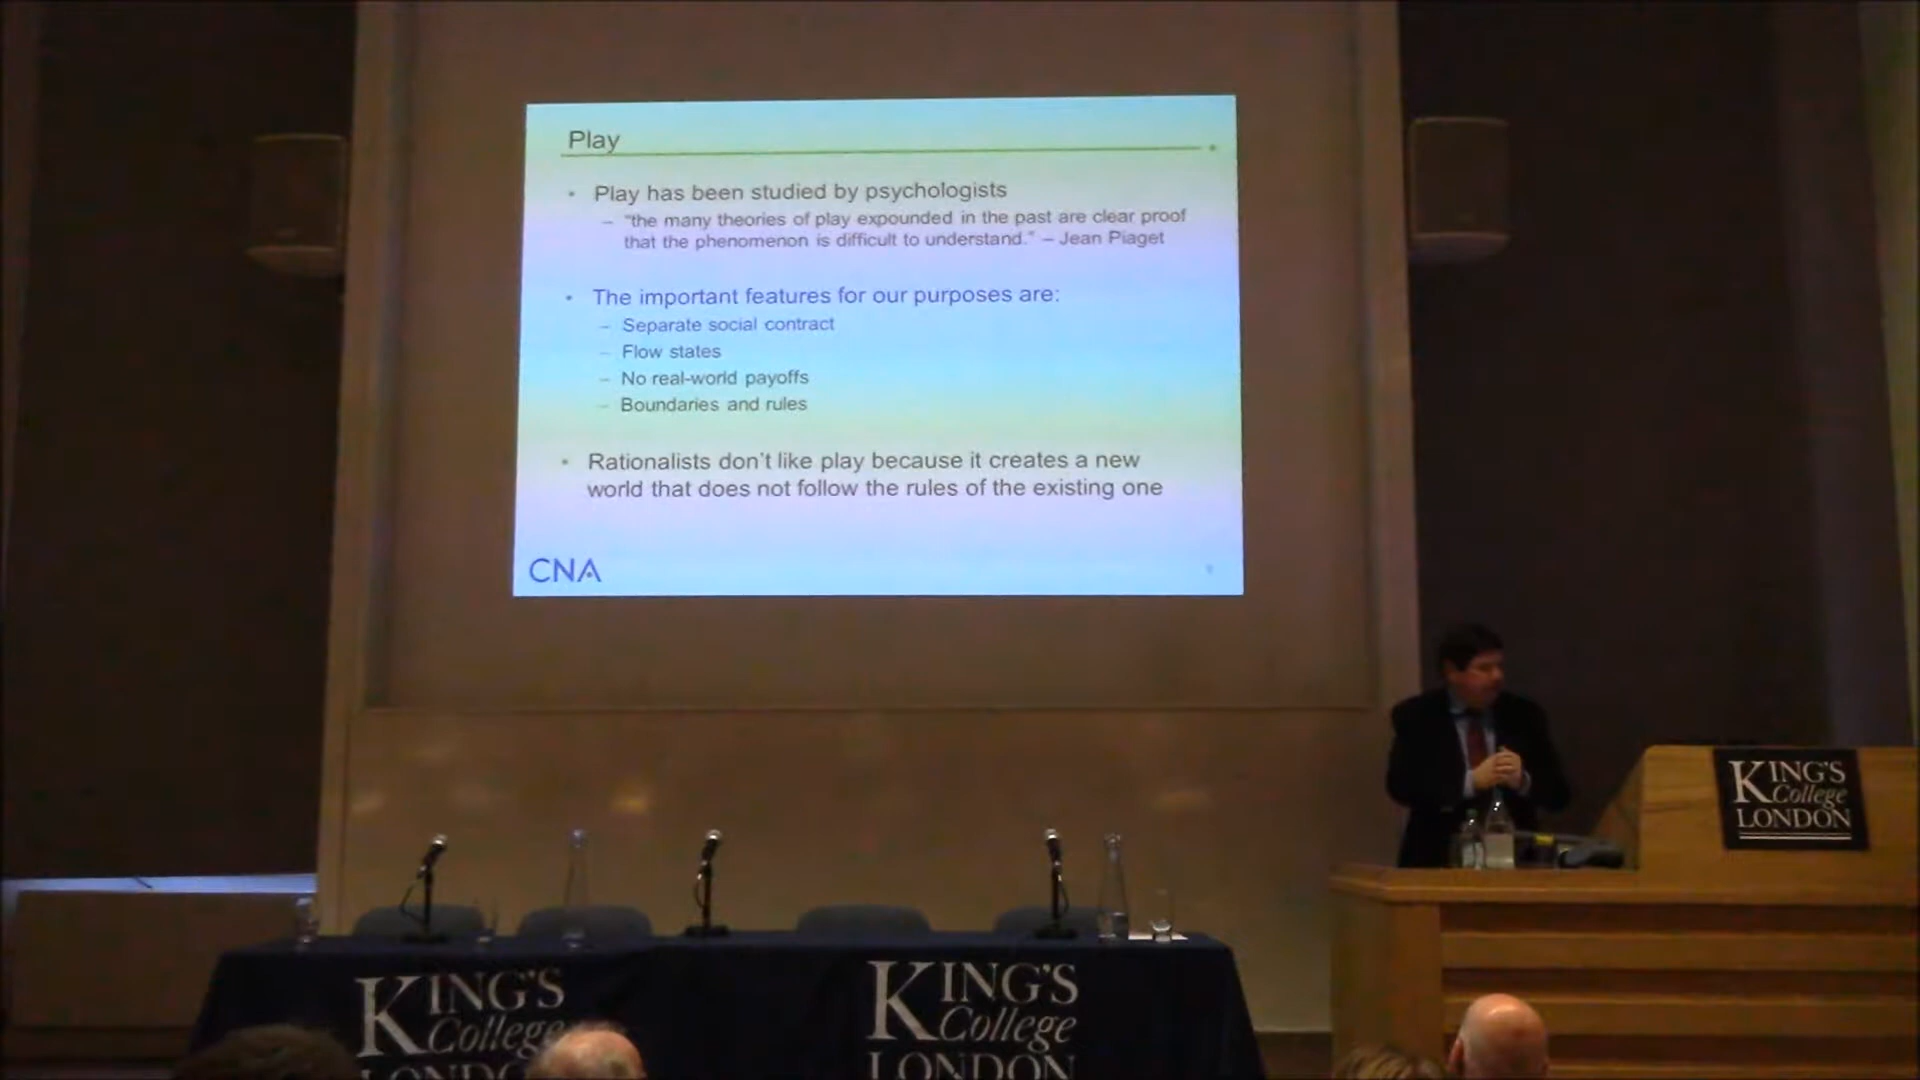 Play
• Play has been studied by psychologists
– "the many theories of play expounded in the past are clear proof
that the phenomenon is difficult to understand." – Jean Piaget
• The important features for our purposes are:
– Separate social contract
– Flow states
– No real-world payoffs
– Boundaries and rules
• Rationalists don't like play because it creates a new
world that does not follow the rules of the existing one
CNA
KING'S
College
LONDON
KING'S
College
LONDON
KING'S
College
LONDON